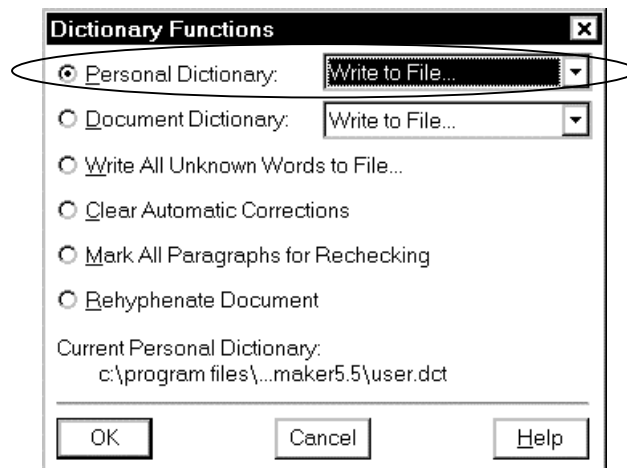 Dictionary Functions
Personal Dictionary: Write to File...
Document Dictionary: Write to File...
Write All Unknown Words to File...
Clear Automatic Corrections
Mark All Paragraphs for Rechecking
Rehyphenate Document
Current Personal Dictionary:
c:\program files\...maker5.5\user.dct
OK Cancel Help